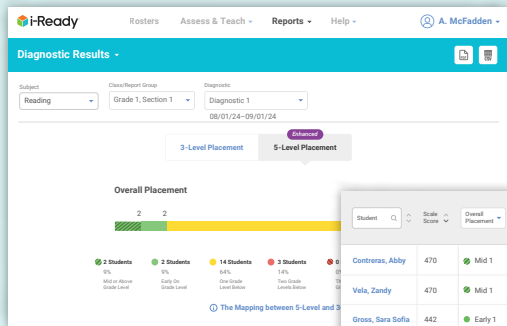 i-Ready Rosters Assess & Teach Reports Help A. McFadden
Diagnostic Results
Subject Class/Report Group Diagnostic
Reading Grade 1, Section 1 Diagnostic 1
08/01/24–09/01/24
Enhanced
3-Level Placement 5-Level Placement
Overall Placement
2 2
2 Students 2 Students 14 Students 3 Students 0
9% 9% 64% 14% 0
Mid or Above Early On One Grade Two Grade
Grade Level Grade Level Level Below Levels Below
The Mapping between 5-Level and 3
Student Scale Score Overall Placement
Contreras, Abby 470 Mid 1
Vela, Zandy 470 Mid 1
Gross, Sara Sofia 442 Early 1